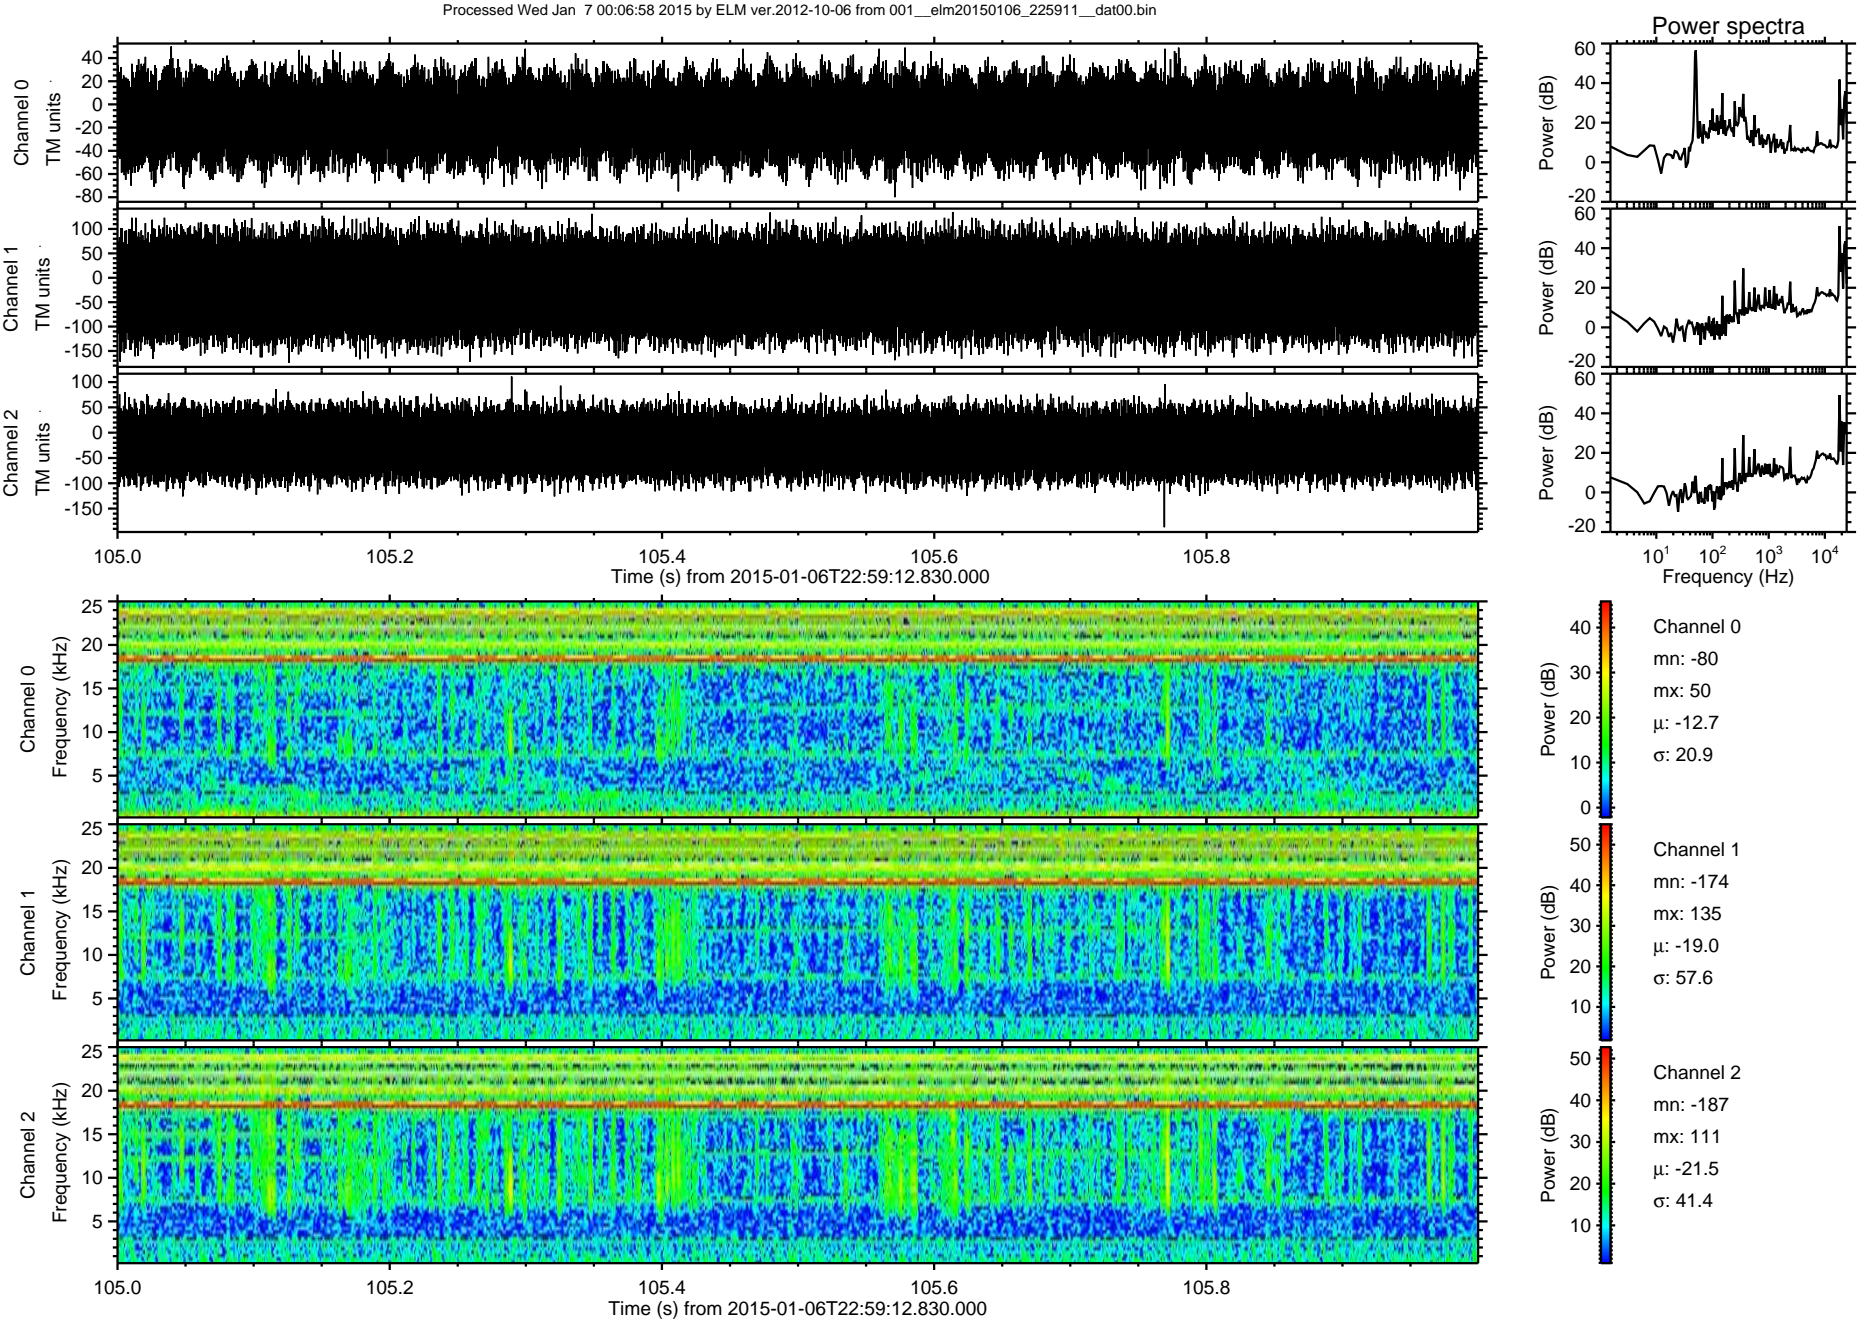 Processed Wed Jan  7 00:06:58 2015 by ELM ver.2012-10-06 from 001__elm20150106_225911__dat00.bin
Power spectra
Channel 0
TM units
40
20
0
-20
-40
-60
-80
Power (dB)
60
40
20
0
-20
Channel 1
TM units
100
50
0
-50
-100
-150
Power (dB)
60
40
20
0
-20
Channel 2
TM units
100
50
0
-50
-100
-150
Power (dB)
60
40
20
0
-20
105.0 105.2 105.4 105.6 105.8
Time (s) from 2015-01-06T22:59:12.830.000
10^1 10^2 10^3 10^4
Frequency (Hz)
Channel 0
Frequency (kHz)
25
20
15
10
5
Power (dB)
40
30
20
10
0
Channel 0
mn: -80
mx: 50
μ: -12.7
σ: 20.9
Channel 1
Frequency (kHz)
25
20
15
10
5
Power (dB)
50
40
30
20
10
Channel 1
mn: -174
mx: 135
μ: -19.0
σ: 57.6
Channel 2
Frequency (kHz)
25
20
15
10
5
Power (dB)
50
40
30
20
10
Channel 2
mn: -187
mx: 111
μ: -21.5
σ: 41.4
105.0 105.2 105.4 105.6 105.8
Time (s) from 2015-01-06T22:59:12.830.000